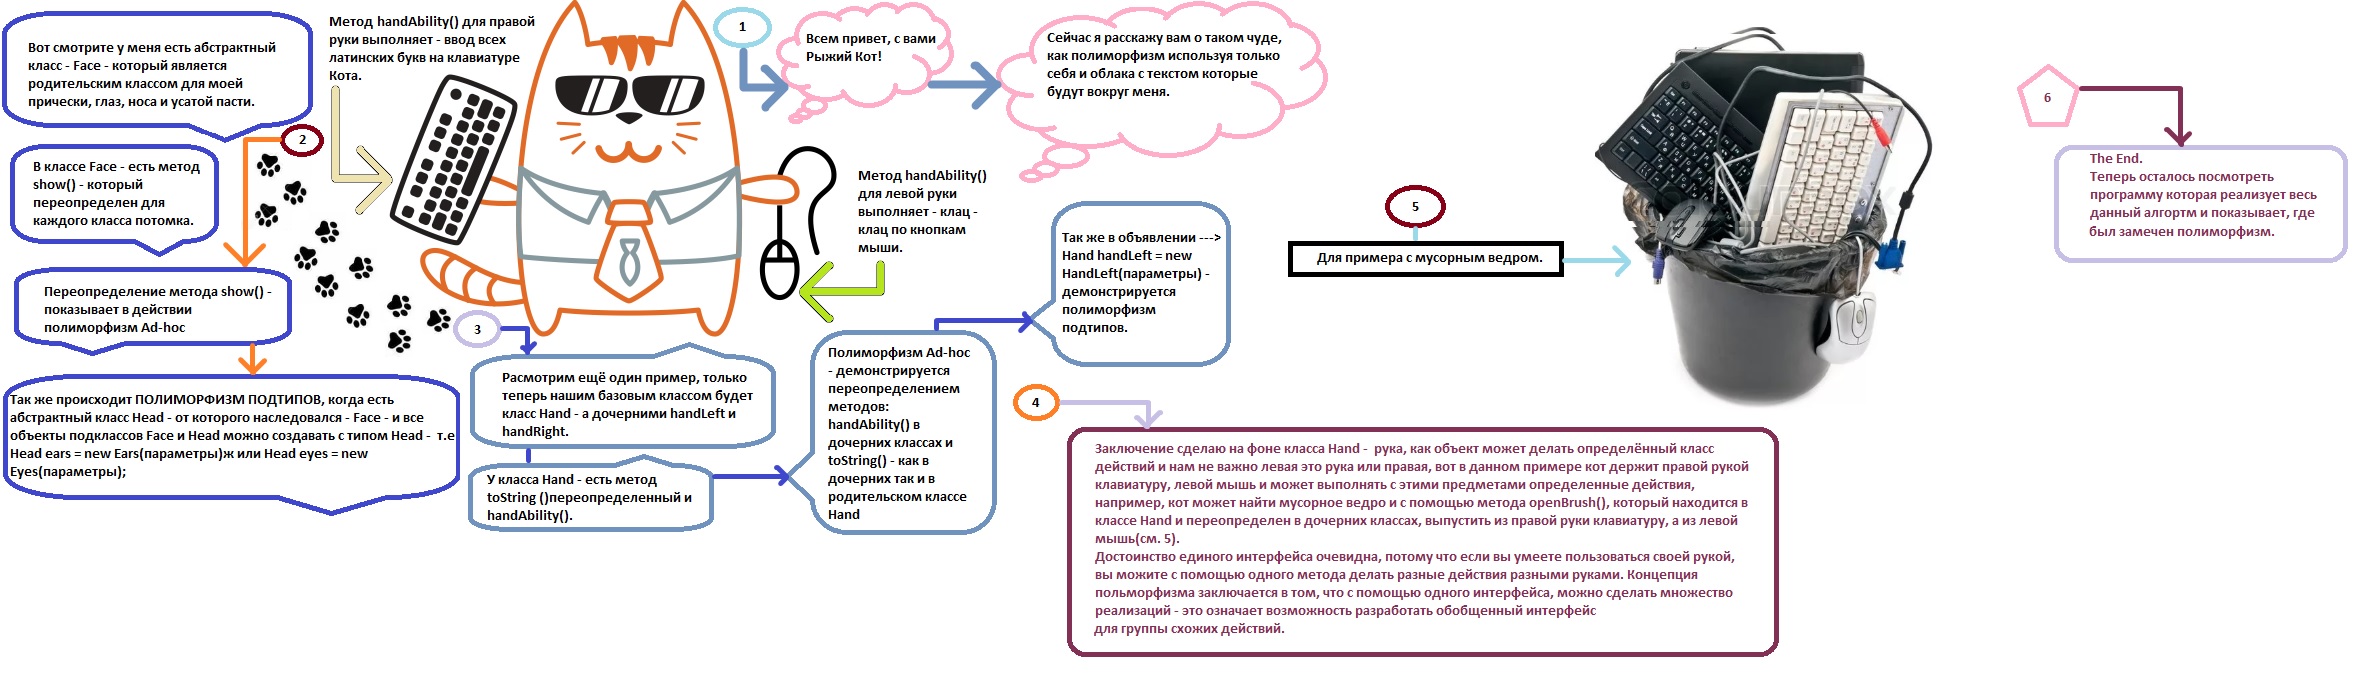 1
Всем привет, с вами
Рыжий Кот!
Сейчас я расскажу вам о таком чуде,
как полиморфизм используя только
себя и облака с текстом которые
будут вокруг меня.
2
Вот смотрите у меня есть абстрактный
класс - Face - который является
родительским классом для моей
прически, глаз, носа и усатой пасти.
В классе Face - есть метод
show() - который
переопределен для
каждого класса потомка.
Переопределение метода show() -
показывает в действии
полиморфизм Ad-hoc
Так же происходит ПОЛИМОРФИЗМ ПОДТИПОВ, когда есть
абстрактный класс Head - от которого наследовался - Face - и все
объекты подклассов Face и Head можно создавать с типом Head - т.е
Head ears = new Ears(параметры)ж или Head eyes = new
Eyes(параметры);
Метод handAbility() для правой
руки выполняет - ввод всех
латинских букв на клавиатуре
Кота.
Метод handAbility()
для левой руки
выполняет - клац -
клац по кнопкам
мыши.
3
Расмотрим ещё один пример, только
теперь нашим базовым классом будет
класс Hand - а дочерними handLeft и
handRight.
У класса Hand - есть метод
toString ()переопределенный и
handAbility().
Полиморфизм Ad-hoc
- демонстрируется
переопределением
методов:
handAbility() в
дочерних классах и
toString() - как в
дочерних так и в
родительском классе
Hand
Так же в объявлении --->
Hand handLeft = new
HandLeft(параметры) -
демонстрируется
полиморфизм
подтипов.
4
Заключение сделаю на фоне класса Hand - рука, как объект может делать определённый класс
действий и нам не важно левая это рука или правая, вот в данном примере кот держит правой рукой
клавиатуру, левой мышь и может выполнять с этими предметами определенные действия,
например, кот может найти мусорное ведро и с помощью метода openBrush(), который находится в
классе Hand и переопределен в дочерних классах, выпустить из правой руки клавиатуру, а из левой
мышь(см. 5).
Достоинство единого интерфейса очевидна, потому что если вы умеете пользоваться своей рукой,
вы можите с помощью одного метода делать разные действия разными руками. Концепция
польморфизма заключается в том, что с помощью одного интерфейса, можно сделать множество
реализаций - это означает возможность разработать обобщенный интерфейс
для группы схожих действий.
5
Для примера с мусорным ведром.
6
The End.
Теперь осталось посмотреть
программу которая реализует весь
данный алгортм и показывает, где
был замечен полиморфизм.